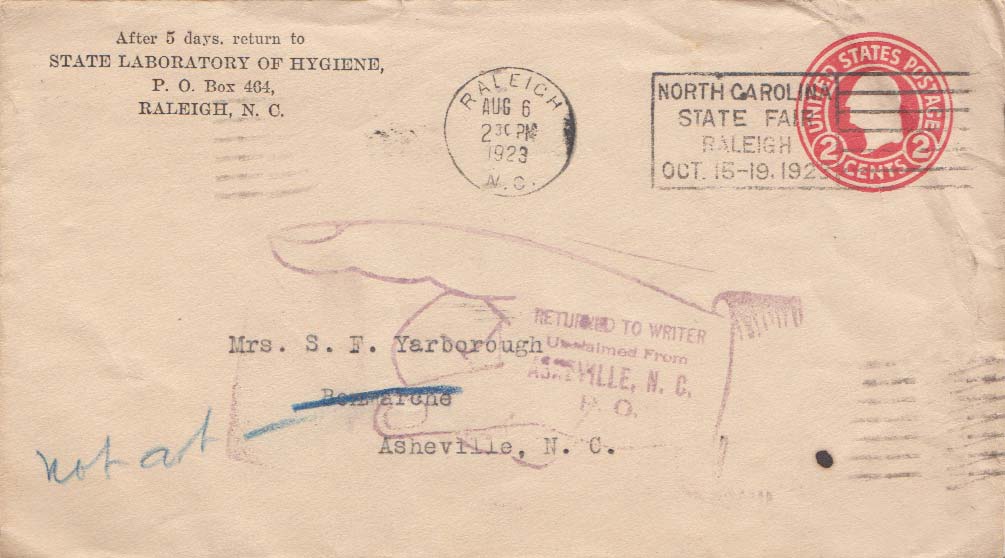 After 5 days, return to
STATE LABORATORY OF HYGIENE,
P. O. Box 464,
RALEIGH, N. C.
RALEIGH
AUG 6
2 30 PM
1923
N.C.
NORTH CAROLINA
STATE FAIR
RALEIGH
OCT. 15-19, 192
UNITED STATES POSTAGE
2 CENTS 2
RETURNED TO WRITER
Unclaimed From
ASHEVILLE, N. C.
P. O.
Mrs. S. F. Yarborough
Bonmarche
Asheville, N. C.
not at